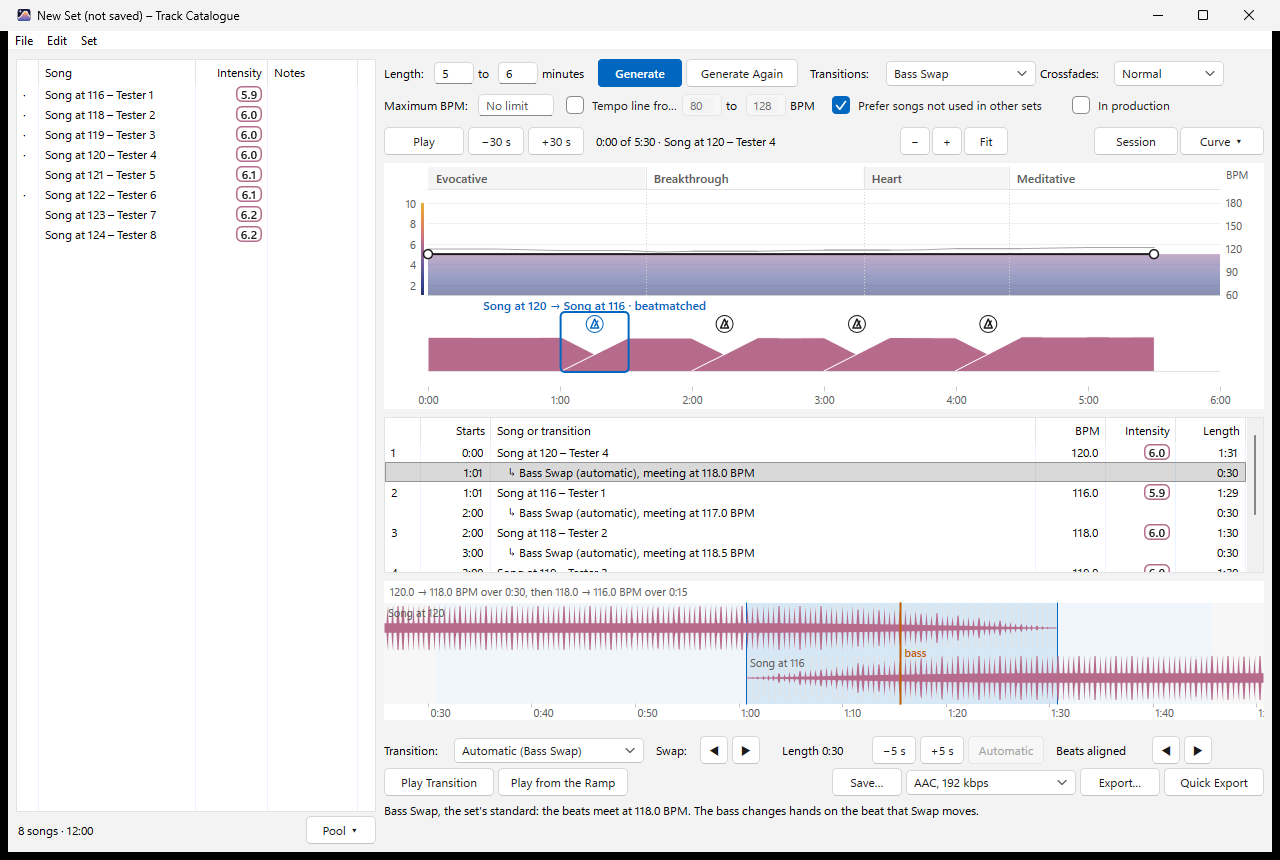 New Set (not saved) – Track Catalogue
File Edit Set
Song Intensity Notes
· Song at 116 – Tester 1 5.9
· Song at 118 – Tester 2 6.0
· Song at 119 – Tester 3 6.0
· Song at 120 – Tester 4 6.0
Song at 121 – Tester 5 6.1
· Song at 122 – Tester 6 6.1
Song at 123 – Tester 7 6.2
Song at 124 – Tester 8 6.2
8 songs · 12:00 Pool
Length: 5 to 6 minutes Generate Generate Again Transitions: Bass Swap Crossfades: Normal
Maximum BPM: No limit Tempo line fro... 80 to 128 BPM Prefer songs not used in other sets In production
Play −30 s +30 s 0:00 of 5:30 · Song at 120 – Tester 4 − + Fit Session Curve
Evocative Breakthrough Heart Meditative BPM
10 180
8 150
6 120
4 90
2 60
Song at 120 → Song at 116 · beatmatched
0:00 1:00 2:00 3:00 4:00 5:00 6:00
Starts Song or transition BPM Intensity Length
1 0:00 Song at 120 – Tester 4 120.0 6.0 1:31
1:01 ↳ Bass Swap (automatic), meeting at 118.0 BPM 0:30
2 1:01 Song at 116 – Tester 1 116.0 5.9 1:29
2:00 ↳ Bass Swap (automatic), meeting at 117.0 BPM 0:30
3 2:00 Song at 118 – Tester 2 118.0 6.0 1:30
3:00 ↳ Bass Swap (automatic), meeting at 118.5 BPM 0:30
120.0 → 118.0 BPM over 0:30, then 118.0 → 116.0 BPM over 0:15
Song at 120
bass
Song at 116
0:30 0:40 0:50 1:00 1:10 1:20 1:30 1:40
Transition: Automatic (Bass Swap) Swap: Length 0:30 −5 s +5 s Automatic Beats aligned
Play Transition Play from the Ramp Save... AAC, 192 kbps Export... Quick Export
Bass Swap, the set's standard: the beats meet at 118.0 BPM. The bass changes hands on the beat that Swap moves.